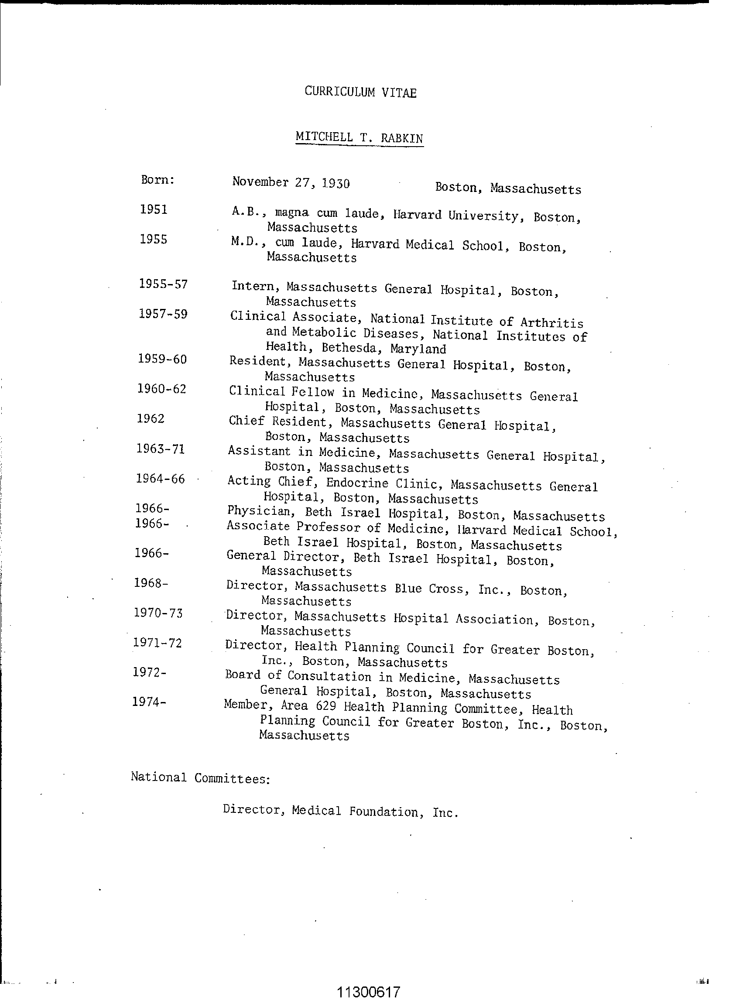 CURRICULUM VITAE
MITCHELL T. RABKIN
Born: November 27, 1930 Boston, Massachusetts
1951 A.B., magna cum laude, Harvard University, Boston,
Massachusetts
1955 M.D., cum laude, Harvard Medical School, Boston,
Massachusetts
1955-57 Intern, Massachusetts General Hospital, Boston,
Massachusetts
1957-59 Clinical Associate, National Institute of Arthritis
and Metabolic Diseases, National Institutes of
Health, Bethesda, Maryland
1959-60 Resident, Massachusetts General Hospital, Boston,
Massachusetts
1960-62 Clinical Fellow in Medicine, Massachusetts General
Hospital, Boston, Massachusetts
1962 Chief Resident, Massachusetts General Hospital,
Boston, Massachusetts
1963-71 Assistant in Medicine, Massachusetts General Hospital,
Boston, Massachusetts
1964-66 Acting Chief, Endocrine Clinic, Massachusetts General
Hospital, Boston, Massachusetts
1966- Physician, Beth Israel Hospital, Boston, Massachusetts
1966- Associate Professor of Medicine, Harvard Medical School,
Beth Israel Hospital, Boston, Massachusetts
1966- General Director, Beth Israel Hospital, Boston,
Massachusetts
1968- Director, Massachusetts Blue Cross, Inc., Boston,
Massachusetts
1970-73 Director, Massachusetts Hospital Association, Boston,
Massachusetts
1971-72 Director, Health Planning Council for Greater Boston,
Inc., Boston, Massachusetts
1972- Board of Consultation in Medicine, Massachusetts
General Hospital, Boston, Massachusetts
1974- Member, Area 629 Health Planning Committee, Health
Planning Council for Greater Boston, Inc., Boston,
Massachusetts
National Committees:
Director, Medical Foundation, Inc.
11300617